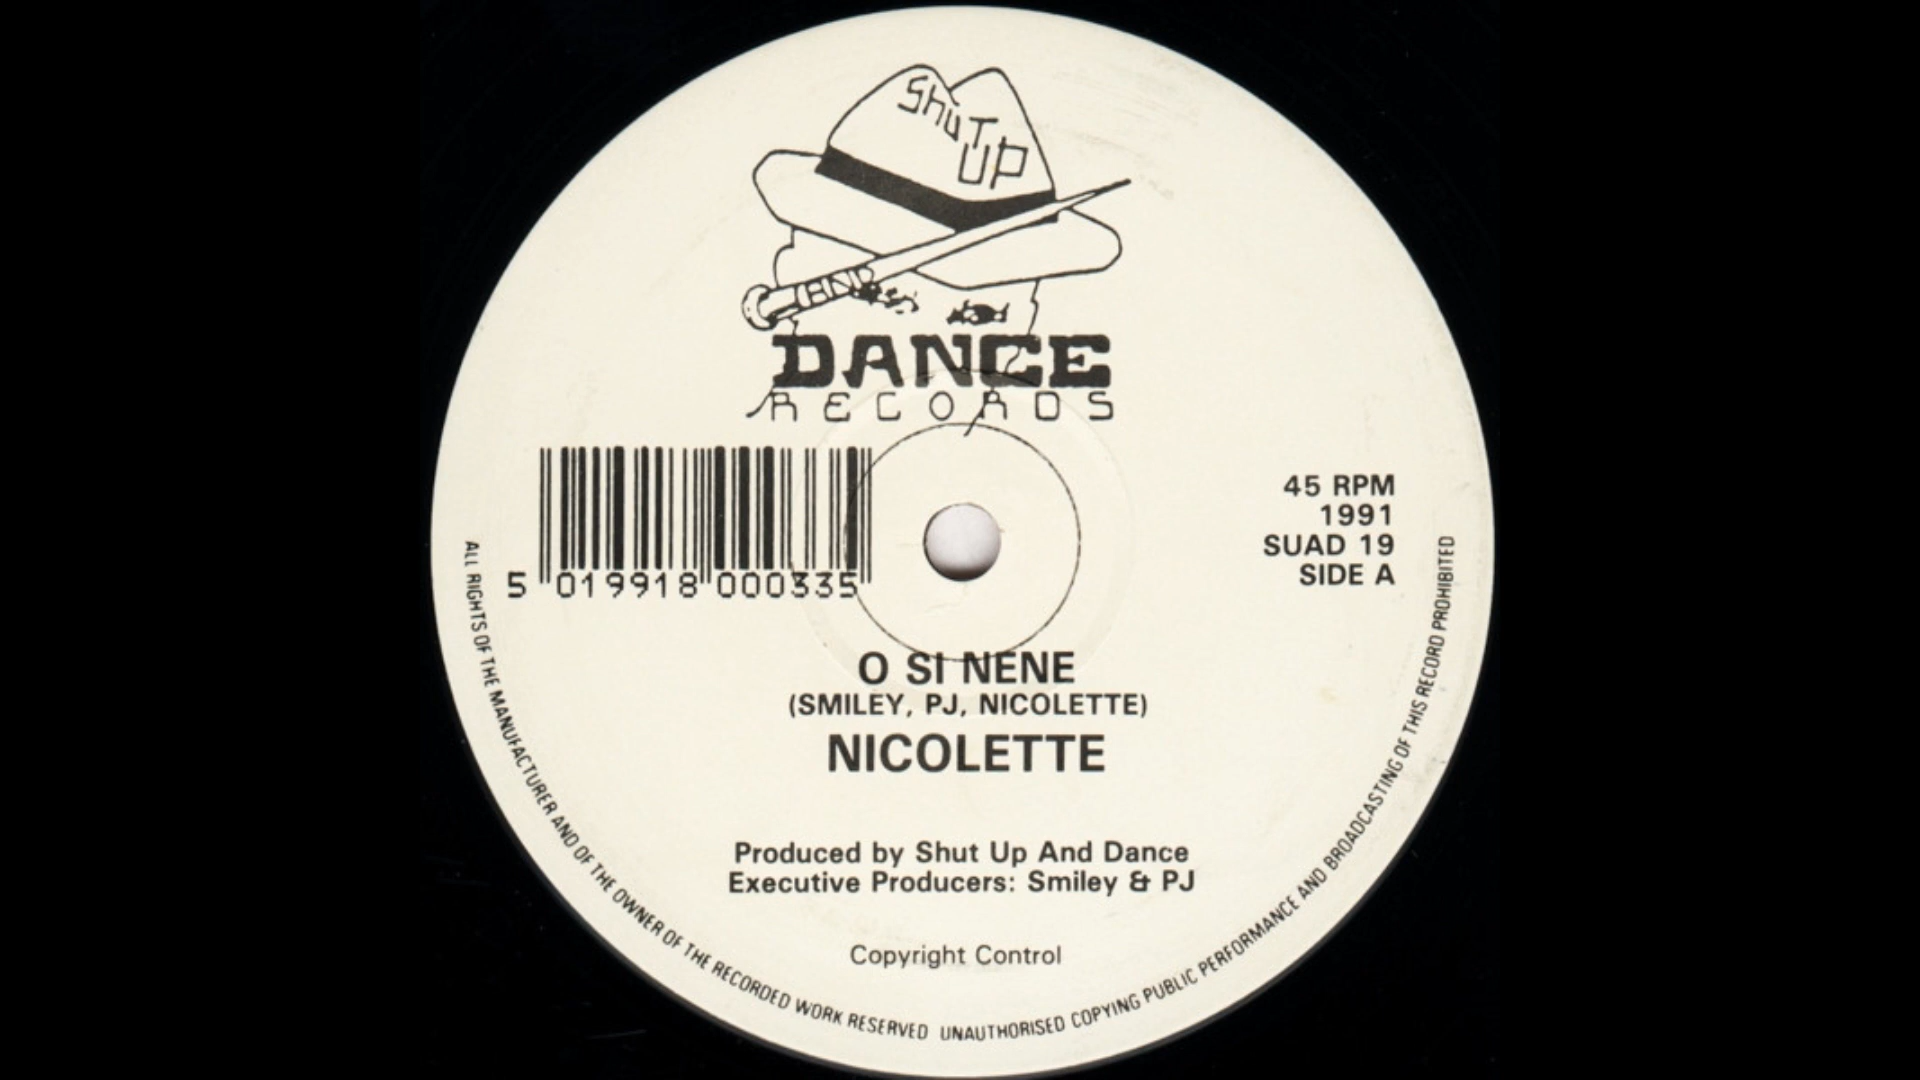 Shut
UP
AND
DANCE
RECORDS
5 019918 000335
45 RPM
1991
SUAD 19
SIDE A
O SI NENE
(SMILEY, PJ, NICOLETTE)
NICOLETTE
Produced by Shut Up And Dance
Executive Producers: Smiley & PJ
Copyright Control
ALL RIGHTS OF THE MANUFACTURER AND OF THE OWNER OF THE RECORDED WORK RESERVED UNAUTHORISED COPYING PUBLIC PERFORMANCE AND BROADCASTING OF THIS RECORD PROHIBITED